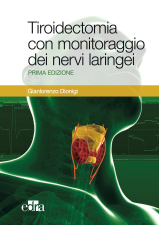 Tiroidectomia
con monitoraggio
dei nervi laringei
PRIMA EDIZIONE
Gianlorenzo Dionigi
edra